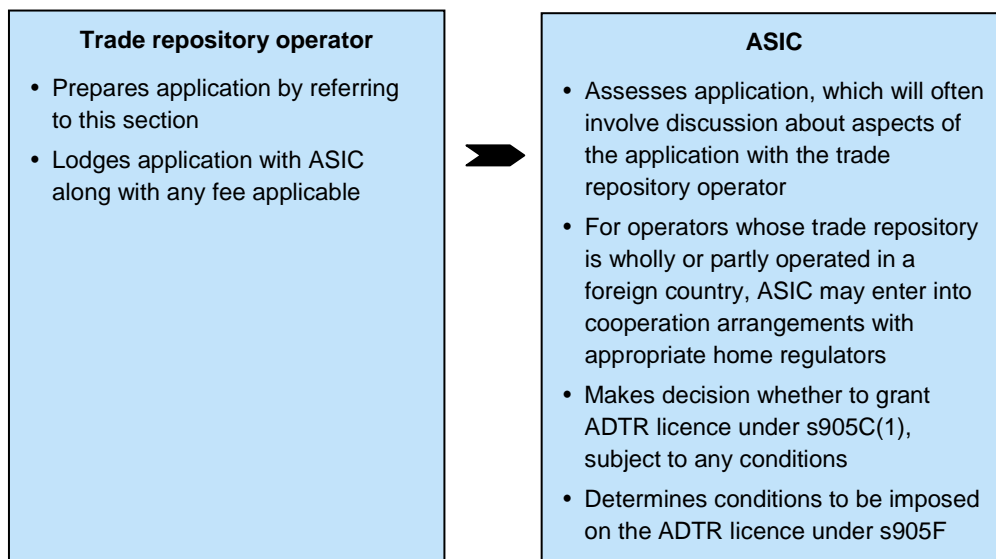 Trade repository operator
• Prepares application by referring
to this section
• Lodges application with ASIC
along with any fee applicable
ASIC
• Assesses application, which will often
involve discussion about aspects of
the application with the trade
repository operator
• For operators whose trade repository
is wholly or partly operated in a
foreign country, ASIC may enter into
cooperation arrangements with
appropriate home regulators
• Makes decision whether to grant
ADTR licence under s905C(1),
subject to any conditions
• Determines conditions to be imposed
on the ADTR licence under s905F